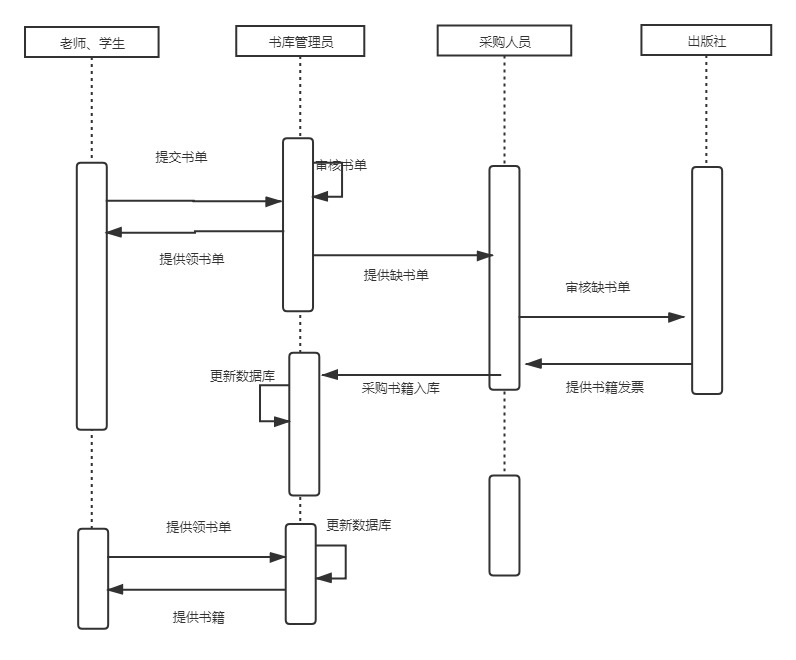 老师、学生
书库管理员
采购人员
出版社
提交书单
审核书单
提供领书单
提供缺书单
审核缺书单
更新数据库
采购书籍入库
提供书籍发票
提供领书单
更新数据库
提供书籍